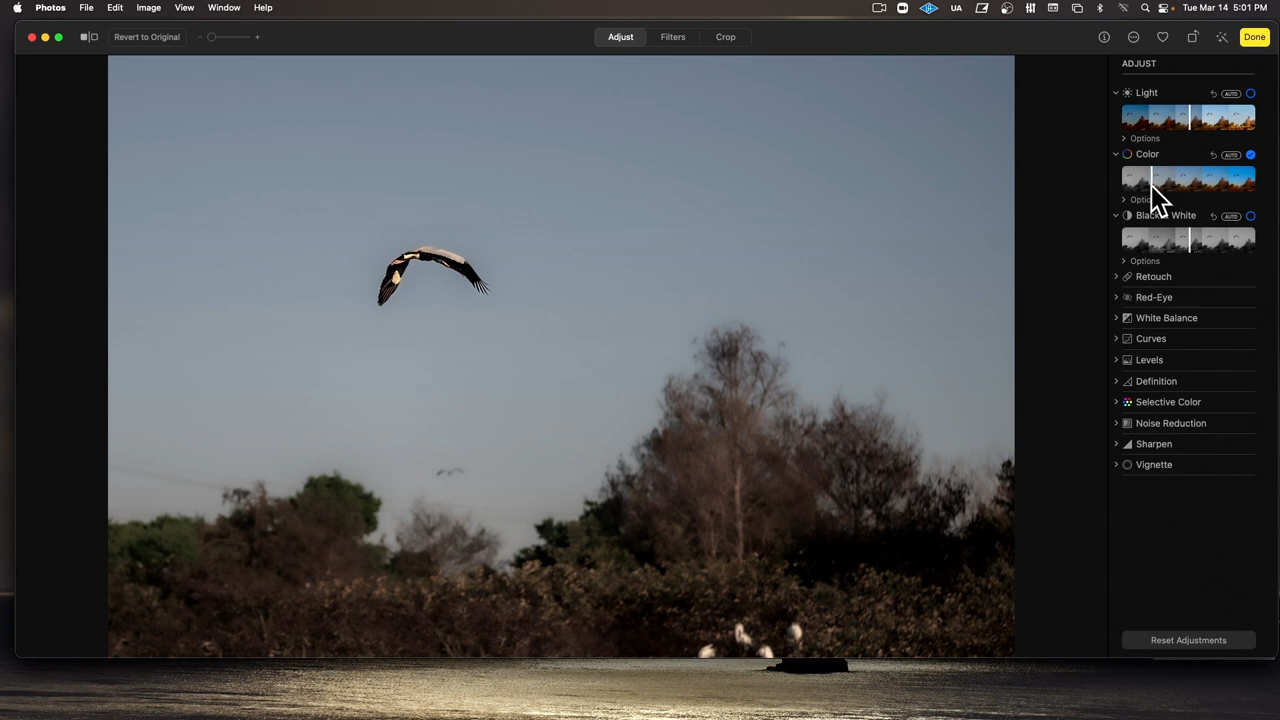 Photos File Edit Image View Window Help UA Tue Mar 14 5:01 PM
Revert to Original - + Adjust Filters Crop Done
ADJUST
Light AUTO
Options
Color AUTO
Black & White AUTO
Options
Retouch
Red-Eye
White Balance
Curves
Levels
Definition
Selective Color
Noise Reduction
Sharpen
Vignette
Reset Adjustments